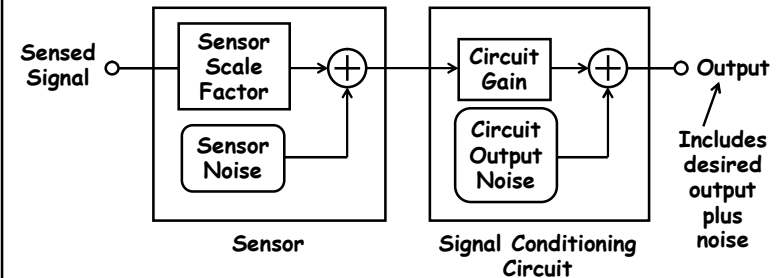 Sensed
Signal
Sensor
Scale
Factor
Sensor
Noise
Sensor
Circuit
Gain
Circuit
Output
Noise
Signal Conditioning
Circuit
Output
Includes
desired
output
plus
noise